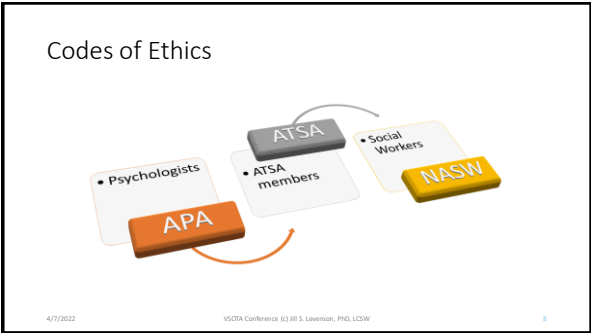 Codes of Ethics
• Psychologists
APA
ATSA
• ATSA
members
• Social
Workers
NASW
4/7/2022
VSOTA Conference (c) Jill S. Levenson, PhD, LCSW
8